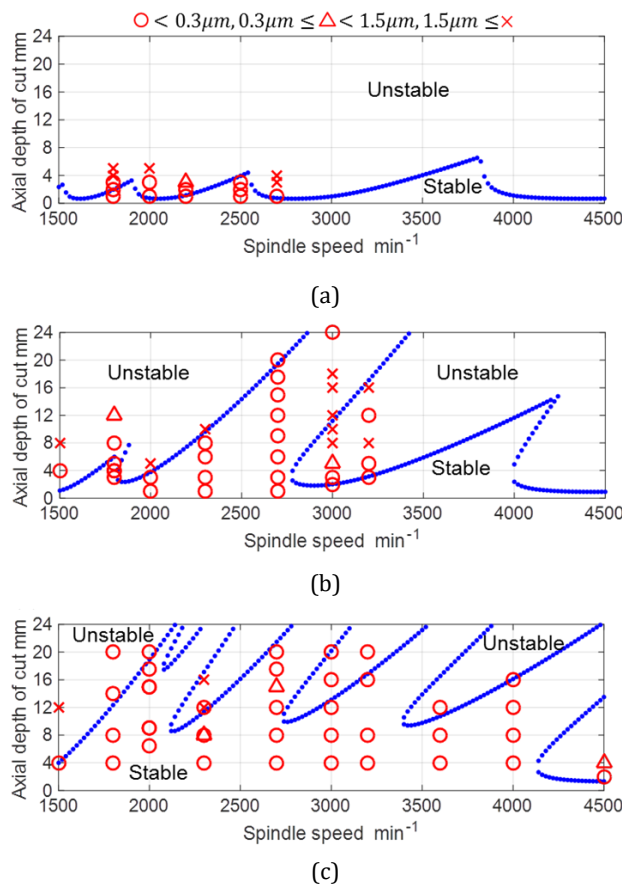 ○ < 0.3μm, 0.3μm ≤ △ < 1.5μm, 1.5μm ≤ ×
Axial depth of cut mm
24
20
16
12
8
4
0
Unstable
Stable
1500 2000 2500 3000 3500 4000 4500
Spindle speed min⁻¹
(a)
Axial depth of cut mm
24
20
16
12
8
4
0
Unstable
Unstable
Stable
1500 2000 2500 3000 3500 4000 4500
Spindle speed min⁻¹
(b)
Axial depth of cut mm
24
20
16
12
8
4
0
Unstable
Unstable
Stable
1500 2000 2500 3000 3500 4000 4500
Spindle speed min⁻¹
(c)